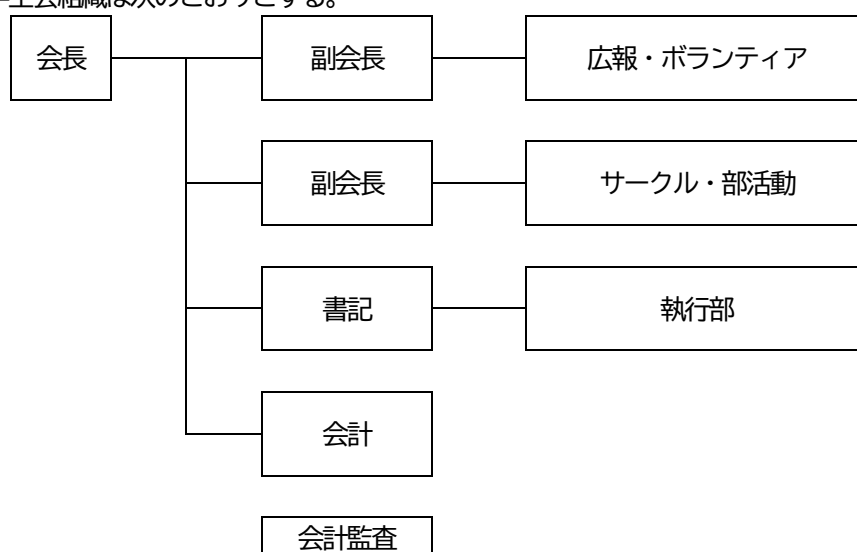 生会組織は次のとおりとする。
会長 副会長 広報・ボランティア
副会長 サークル・部活動
書記 執行部
会計
会計監査